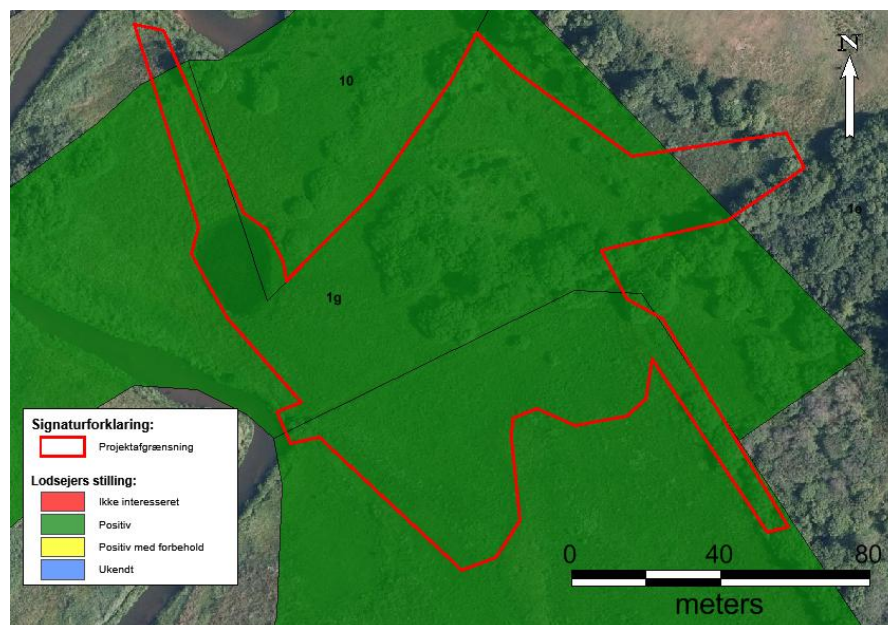 10
N
1e
1g
Signaturforklaring:
Projektafgrænsning
Lodsejers stilling:
Ikke interesseret
Positiv
Positiv med forbehold
Ukendt
0 40 80
meters